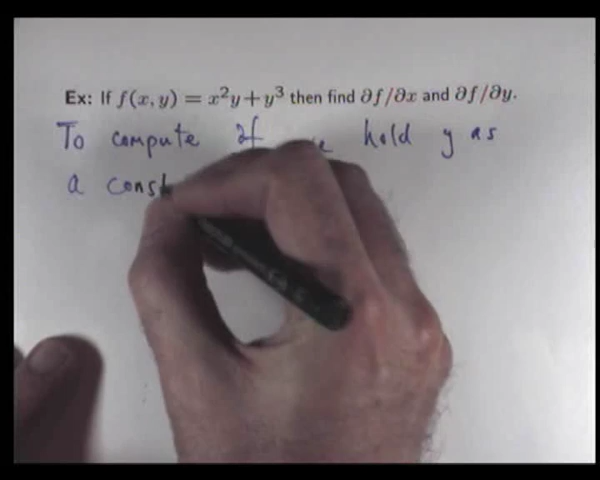 Ex: If f(x, y) = x²y + y³ then find ∂f/∂x and ∂f/∂y.
To compute ∂f hold y as
a const